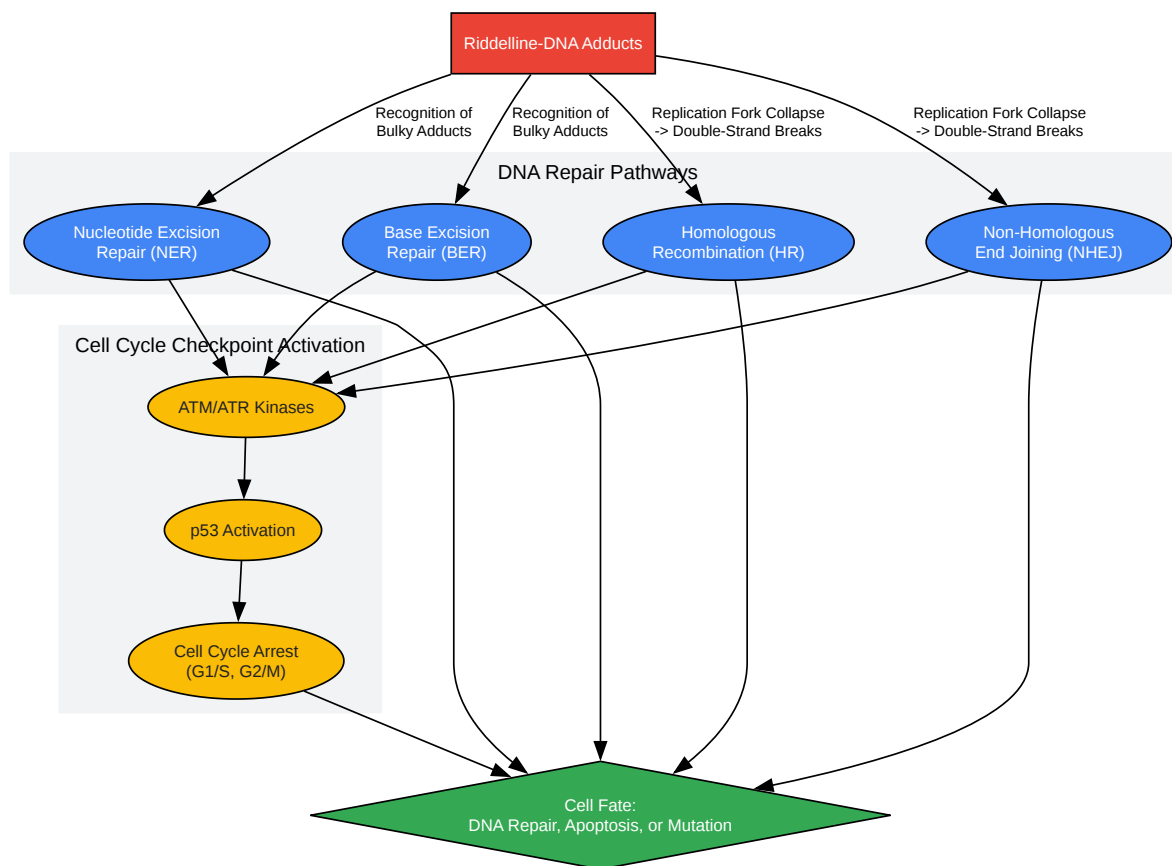 Riddelline-DNA Adducts
Recognition of
Bulky Adducts
Recognition of
Bulky Adducts
Replication Fork Collapse
-> Double-Strand Breaks
Replication Fork Collapse
-> Double-Strand Breaks
DNA Repair Pathways
Nucleotide Excision
Repair (NER)
Base Excision
Repair (BER)
Homologous
Recombination (HR)
Non-Homologous
End Joining (NHEJ)
Cell Cycle Checkpoint Activation
ATM/ATR Kinases
p53 Activation
Cell Cycle Arrest
(G1/S, G2/M)
Cell Fate:
DNA Repair, Apoptosis, or Mutation